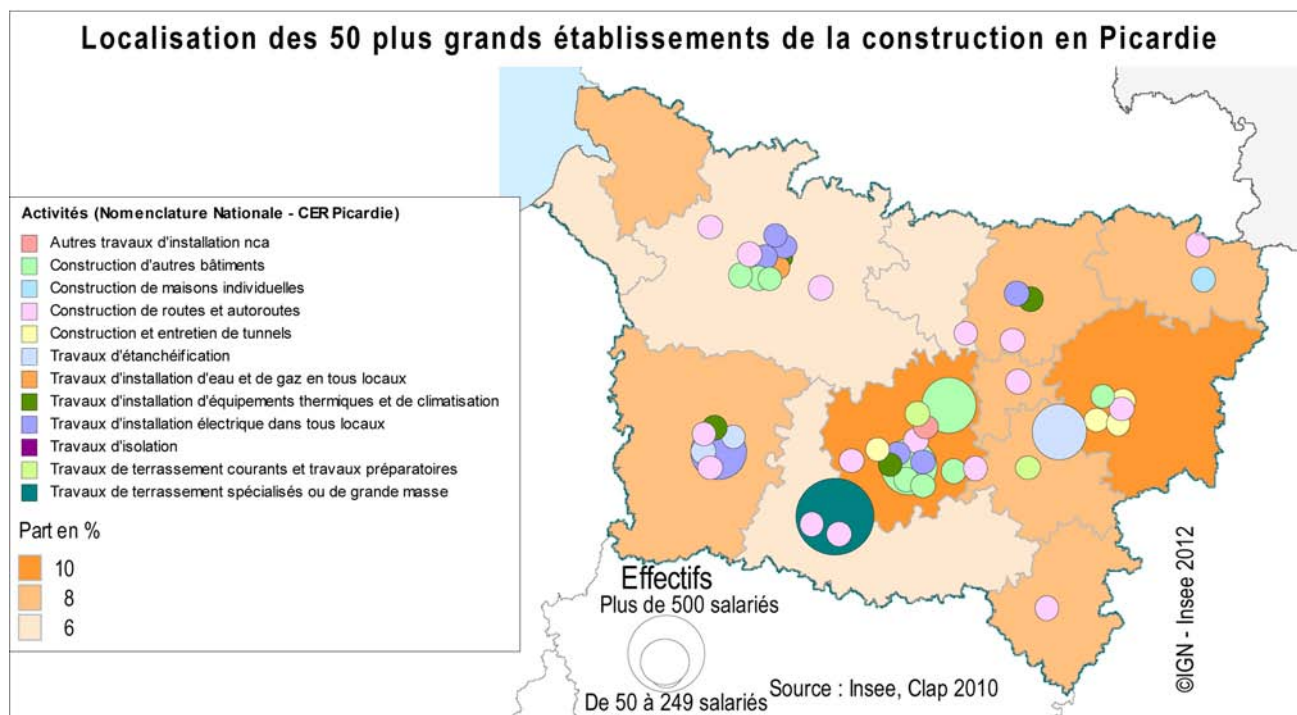 Localisation des 50 plus grands établissements de la construction en Picardie
Activités (Nomenclature Nationale - CER Picardie)
Autres travaux d'installation nca
Construction d'autres bâtiments
Construction de maisons individuelles
Construction de routes et autoroutes
Construction et entretien de tunnels
Travaux d'étanchéification
Travaux d'installation d'eau et de gaz en tous locaux
Travaux d'installation d'équipements thermiques et de climatisation
Travaux d'installation électrique dans tous locaux
Travaux d'isolation
Travaux de terrassement courants et travaux préparatoires
Travaux de terrassement spécialisés ou de grande masse
Part en %
10
8
6
Effectifs
Plus de 500 salariés
De 50 à 249 salariés
Source : Insee, Clap 2010
©IGN - Insee 2012